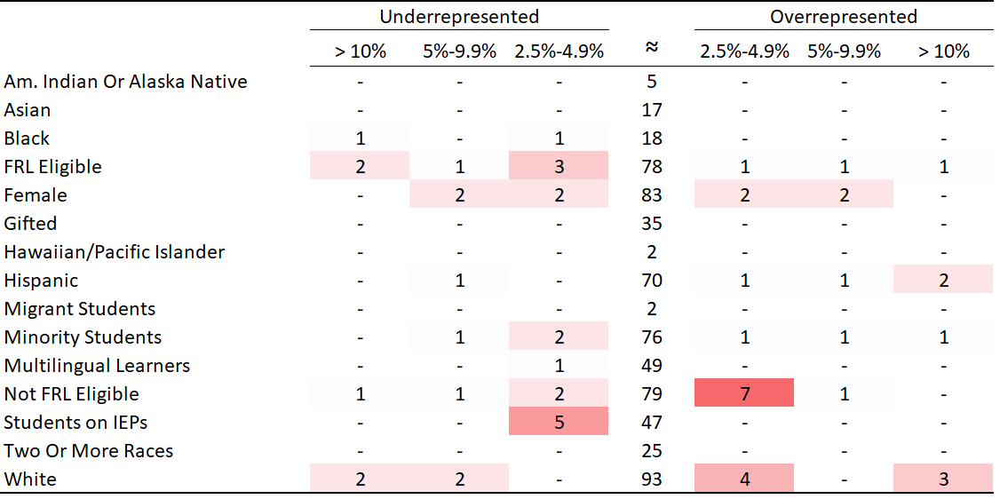 Underrepresented Overrepresented
> 10% 5%-9.9% 2.5%-4.9% ≈ 2.5%-4.9% 5%-9.9% > 10%
Am. Indian Or Alaska Native - - - 5 - - -
Asian - - - 17 - - -
Black 1 - 1 18 - - -
FRL Eligible 2 1 3 78 1 1 1
Female - 2 2 83 2 2 -
Gifted - - - 35 - - -
Hawaiian/Pacific Islander - - - 2 - - -
Hispanic - 1 - 70 1 1 2
Migrant Students - - - 2 - - -
Minority Students - 1 2 76 1 1 1
Multilingual Learners - - 1 49 - - -
Not FRL Eligible 1 1 2 79 7 1 -
Students on IEPs - - 5 47 - - -
Two Or More Races - - - 25 - - -
White 2 2 - 93 4 - 3